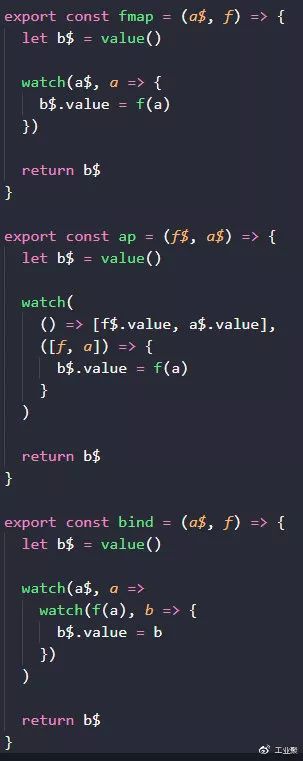 export const fmap = (a$, f) => {
  let b$ = value()

  watch(a$, a => {
    b$.value = f(a)
  })

  return b$
}

export const ap = (f$, a$) => {
  let b$ = value()

  watch(
    () => [f$.value, a$.value],
    ([f, a]) => {
      b$.value = f(a)
    }
  )

  return b$
}

export const bind = (a$, f) => {
  let b$ = value()

  watch(a$, a =>
    watch(f(a), b => {
      b$.value = b
    })
  )

  return b$
}
工业聚